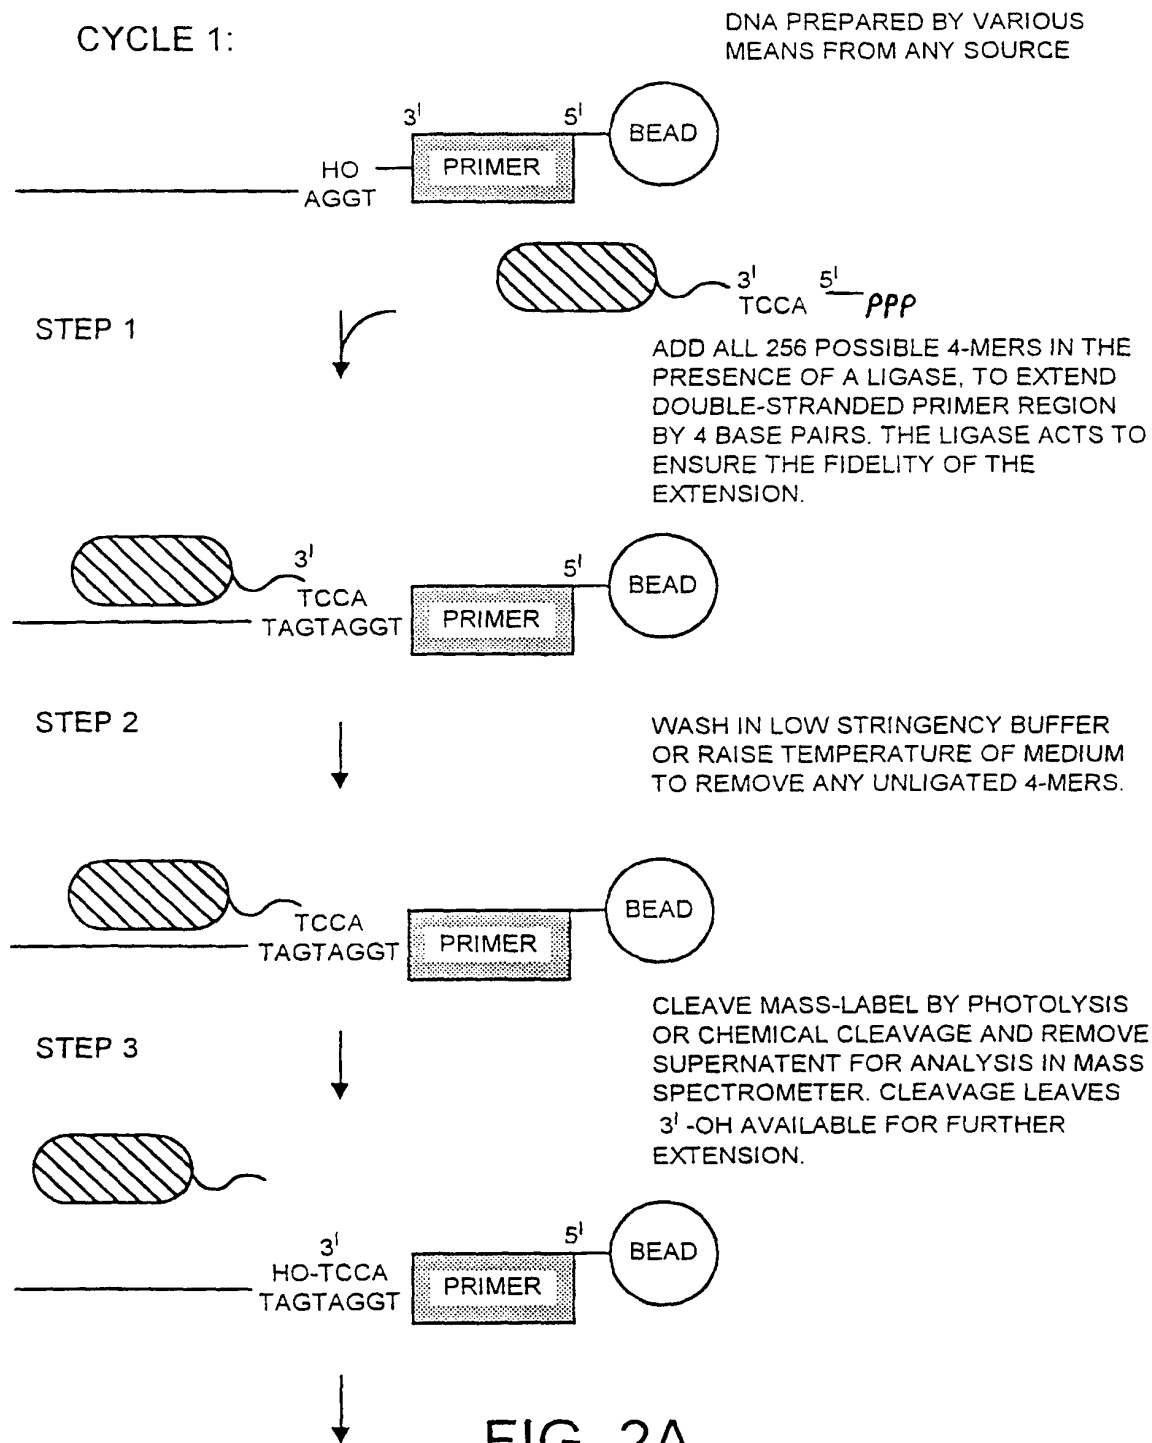 CYCLE 1:
DNA PREPARED BY VARIOUS
MEANS FROM ANY SOURCE
3' 5'
HO PRIMER BEAD
AGGT
3' 5'
TCCA PPP
STEP 1
ADD ALL 256 POSSIBLE 4-MERS IN THE
PRESENCE OF A LIGASE, TO EXTEND
DOUBLE-STRANDED PRIMER REGION
BY 4 BASE PAIRS. THE LIGASE ACTS TO
ENSURE THE FIDELITY OF THE
EXTENSION.
3' 5'
BEAD
TCCA
TAGTAGGT PRIMER
STEP 2
WASH IN LOW STRINGENCY BUFFER
OR RAISE TEMPERATURE OF MEDIUM
TO REMOVE ANY UNLIGATED 4-MERS.
BEAD
TCCA
TAGTAGGT PRIMER
STEP 3
CLEAVE MASS-LABEL BY PHOTOLYSIS
OR CHEMICAL CLEAVAGE AND REMOVE
SUPERNATENT FOR ANALYSIS IN MASS
SPECTROMETER. CLEAVAGE LEAVES
3' -OH AVAILABLE FOR FURTHER
EXTENSION.
3' 5'
BEAD
HO-TCCA
TAGTAGGT PRIMER
FIG. 2A